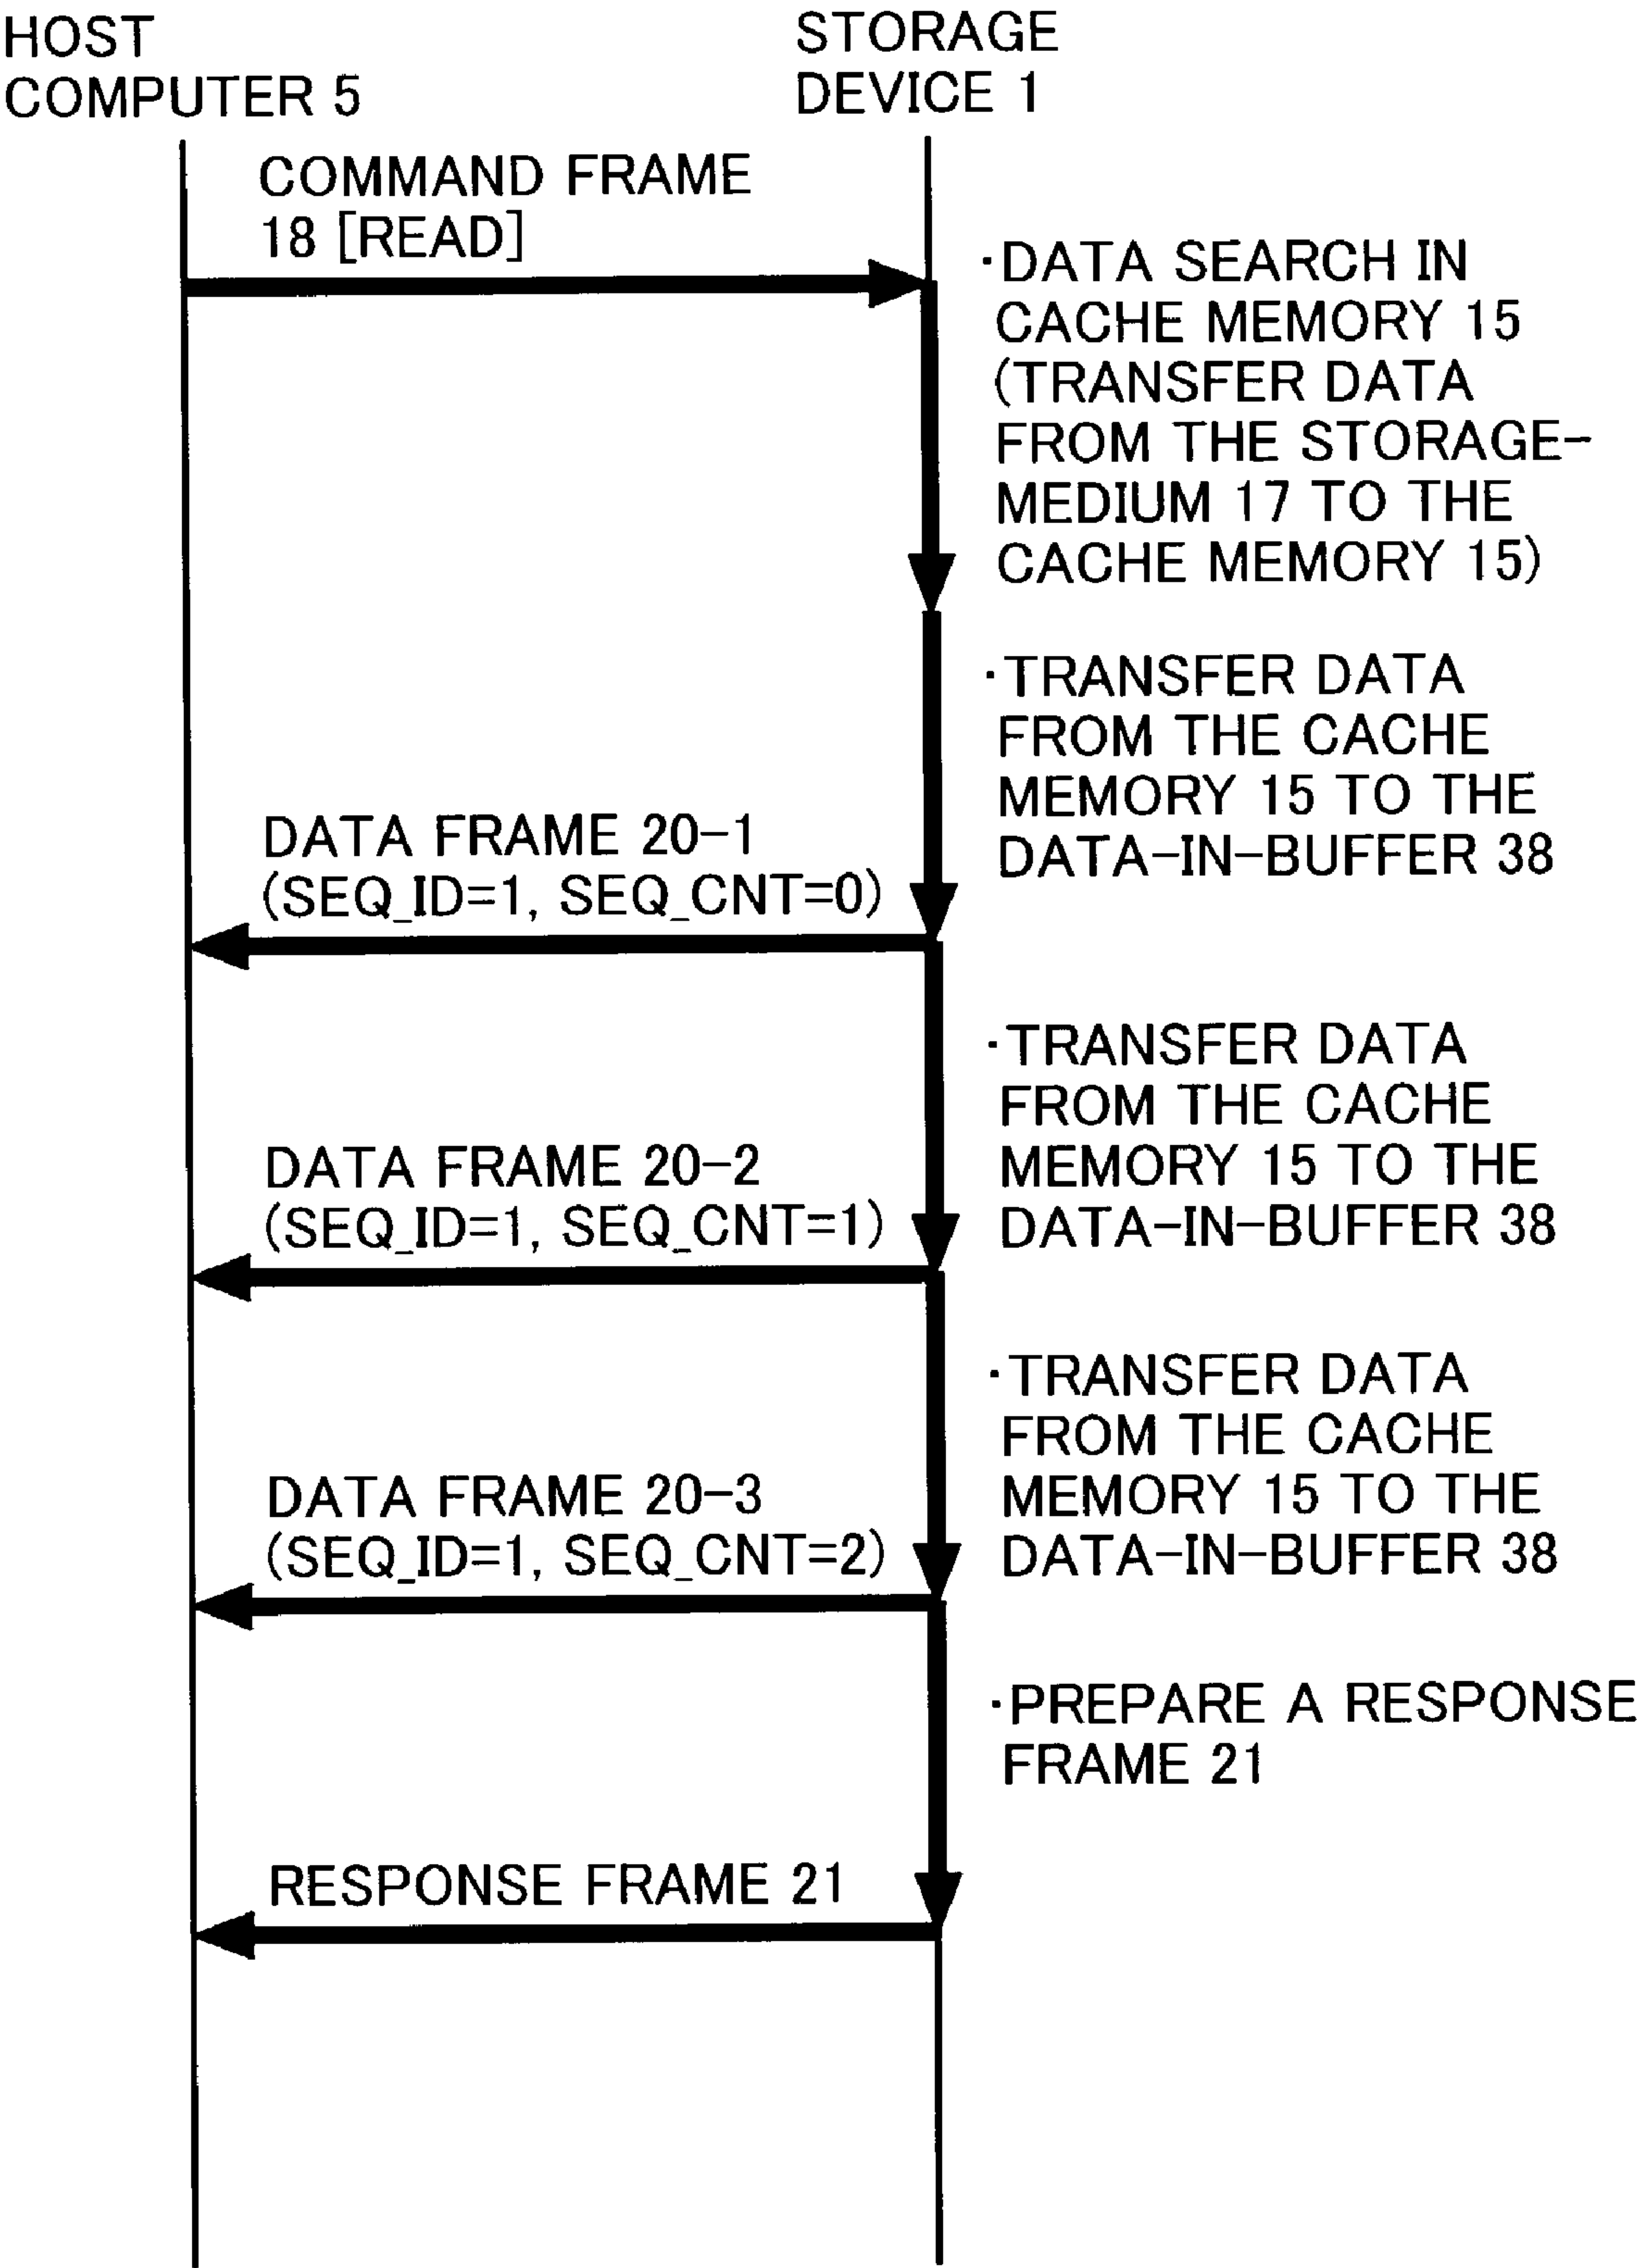 HOST
COMPUTER 5
STORAGE
DEVICE 1
COMMAND FRAME
18 [READ]
·DATA SEARCH IN
CACHE MEMORY 15
(TRANSFER DATA
FROM THE STORAGE-
MEDIUM 17 TO THE
CACHE MEMORY 15)
·TRANSFER DATA
FROM THE CACHE
MEMORY 15 TO THE
DATA-IN-BUFFER 38
DATA FRAME 20-1
(SEQ_ID=1, SEQ_CNT=0)
·TRANSFER DATA
FROM THE CACHE
MEMORY 15 TO THE
DATA-IN-BUFFER 38
DATA FRAME 20-2
(SEQ_ID=1, SEQ_CNT=1)
·TRANSFER DATA
FROM THE CACHE
MEMORY 15 TO THE
DATA-IN-BUFFER 38
DATA FRAME 20-3
(SEQ_ID=1, SEQ_CNT=2)
·PREPARE A RESPONSE
FRAME 21
RESPONSE FRAME 21